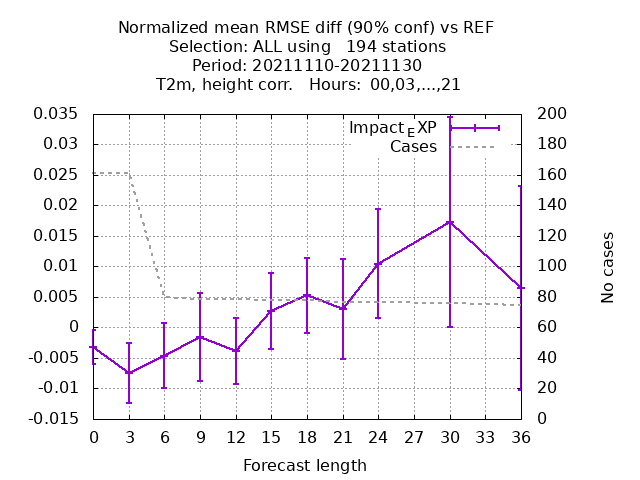 Normalized mean RMSE diff (90% conf) vs REF
Selection: ALL using   194 stations
Period: 20211110-20211130
T2m, height corr.   Hours: 00,03,...,21
0.035 200
0.03 180
0.025 160
0.02 140
0.015 120
0.01 100
0.005 80
0 60
-0.005 40
-0.01 20
-0.015 0
Impact_EXP
Cases
No cases
0 3 6 9 12 15 18 21 24 27 30 33 36
Forecast length